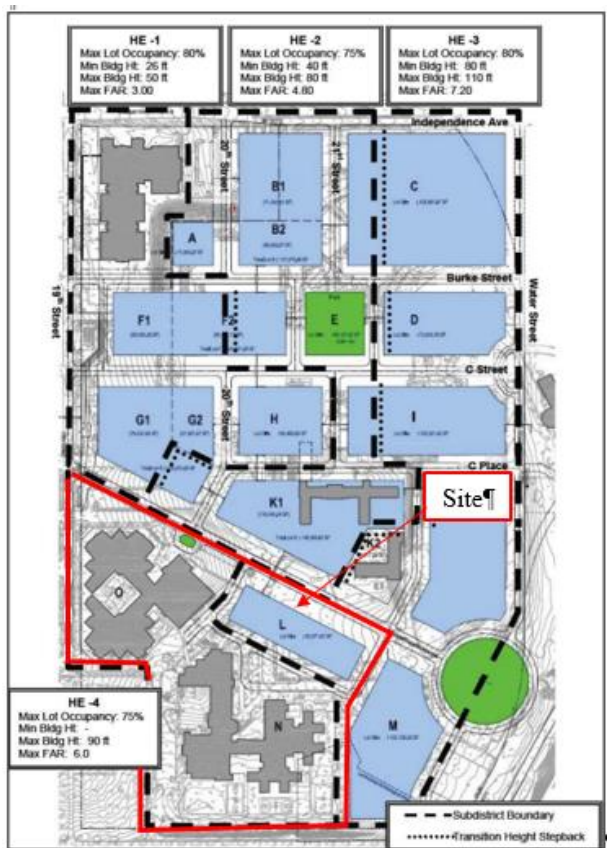 HE -1
Max Lot Occupancy: 80%
Min Bldg Ht: 26 ft
Max Bldg Ht: 50 ft
Max FAR: 3.00
HE -2
Max Lot Occupancy: 75%
Min Bldg Ht: 40 ft
Max Bldg Ht: 80 ft
Max FAR: 4.80
HE -3
Max Lot Occupancy: 80%
Min Bldg Ht: 80 ft
Max Bldg Ht: 110 ft
Max FAR: 7.20
Independence Ave
20th Street
21st Street
B1
C
A
B2
Burke Street
19th Street
Water Street
F1
F2
E
D
C Street
G1
G2
20th Street
H
I
C Place
K1
Site¶
K2
O
L
HE -4
Max Lot Occupancy: 75%
Min Bldg Ht: -
Max Bldg Ht: 90 ft
Max FAR: 6.0
N
M
Subdistrict Boundary
Transition Height Stepback